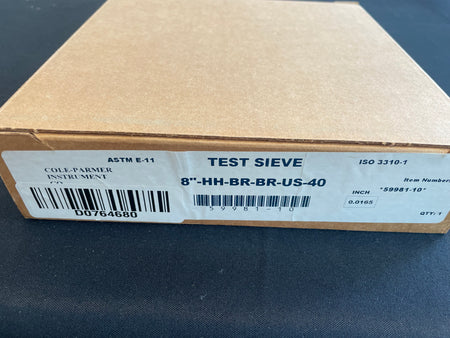 ASTM E-11
TEST SIEVE
ISO 3310-1
COLE-PARMER
INSTRUMENT
8"-HH-BR-BR-US-40
Item Number:
INCH
"59981-10"
0.0165
59981-10
D0764680
QTY: 1